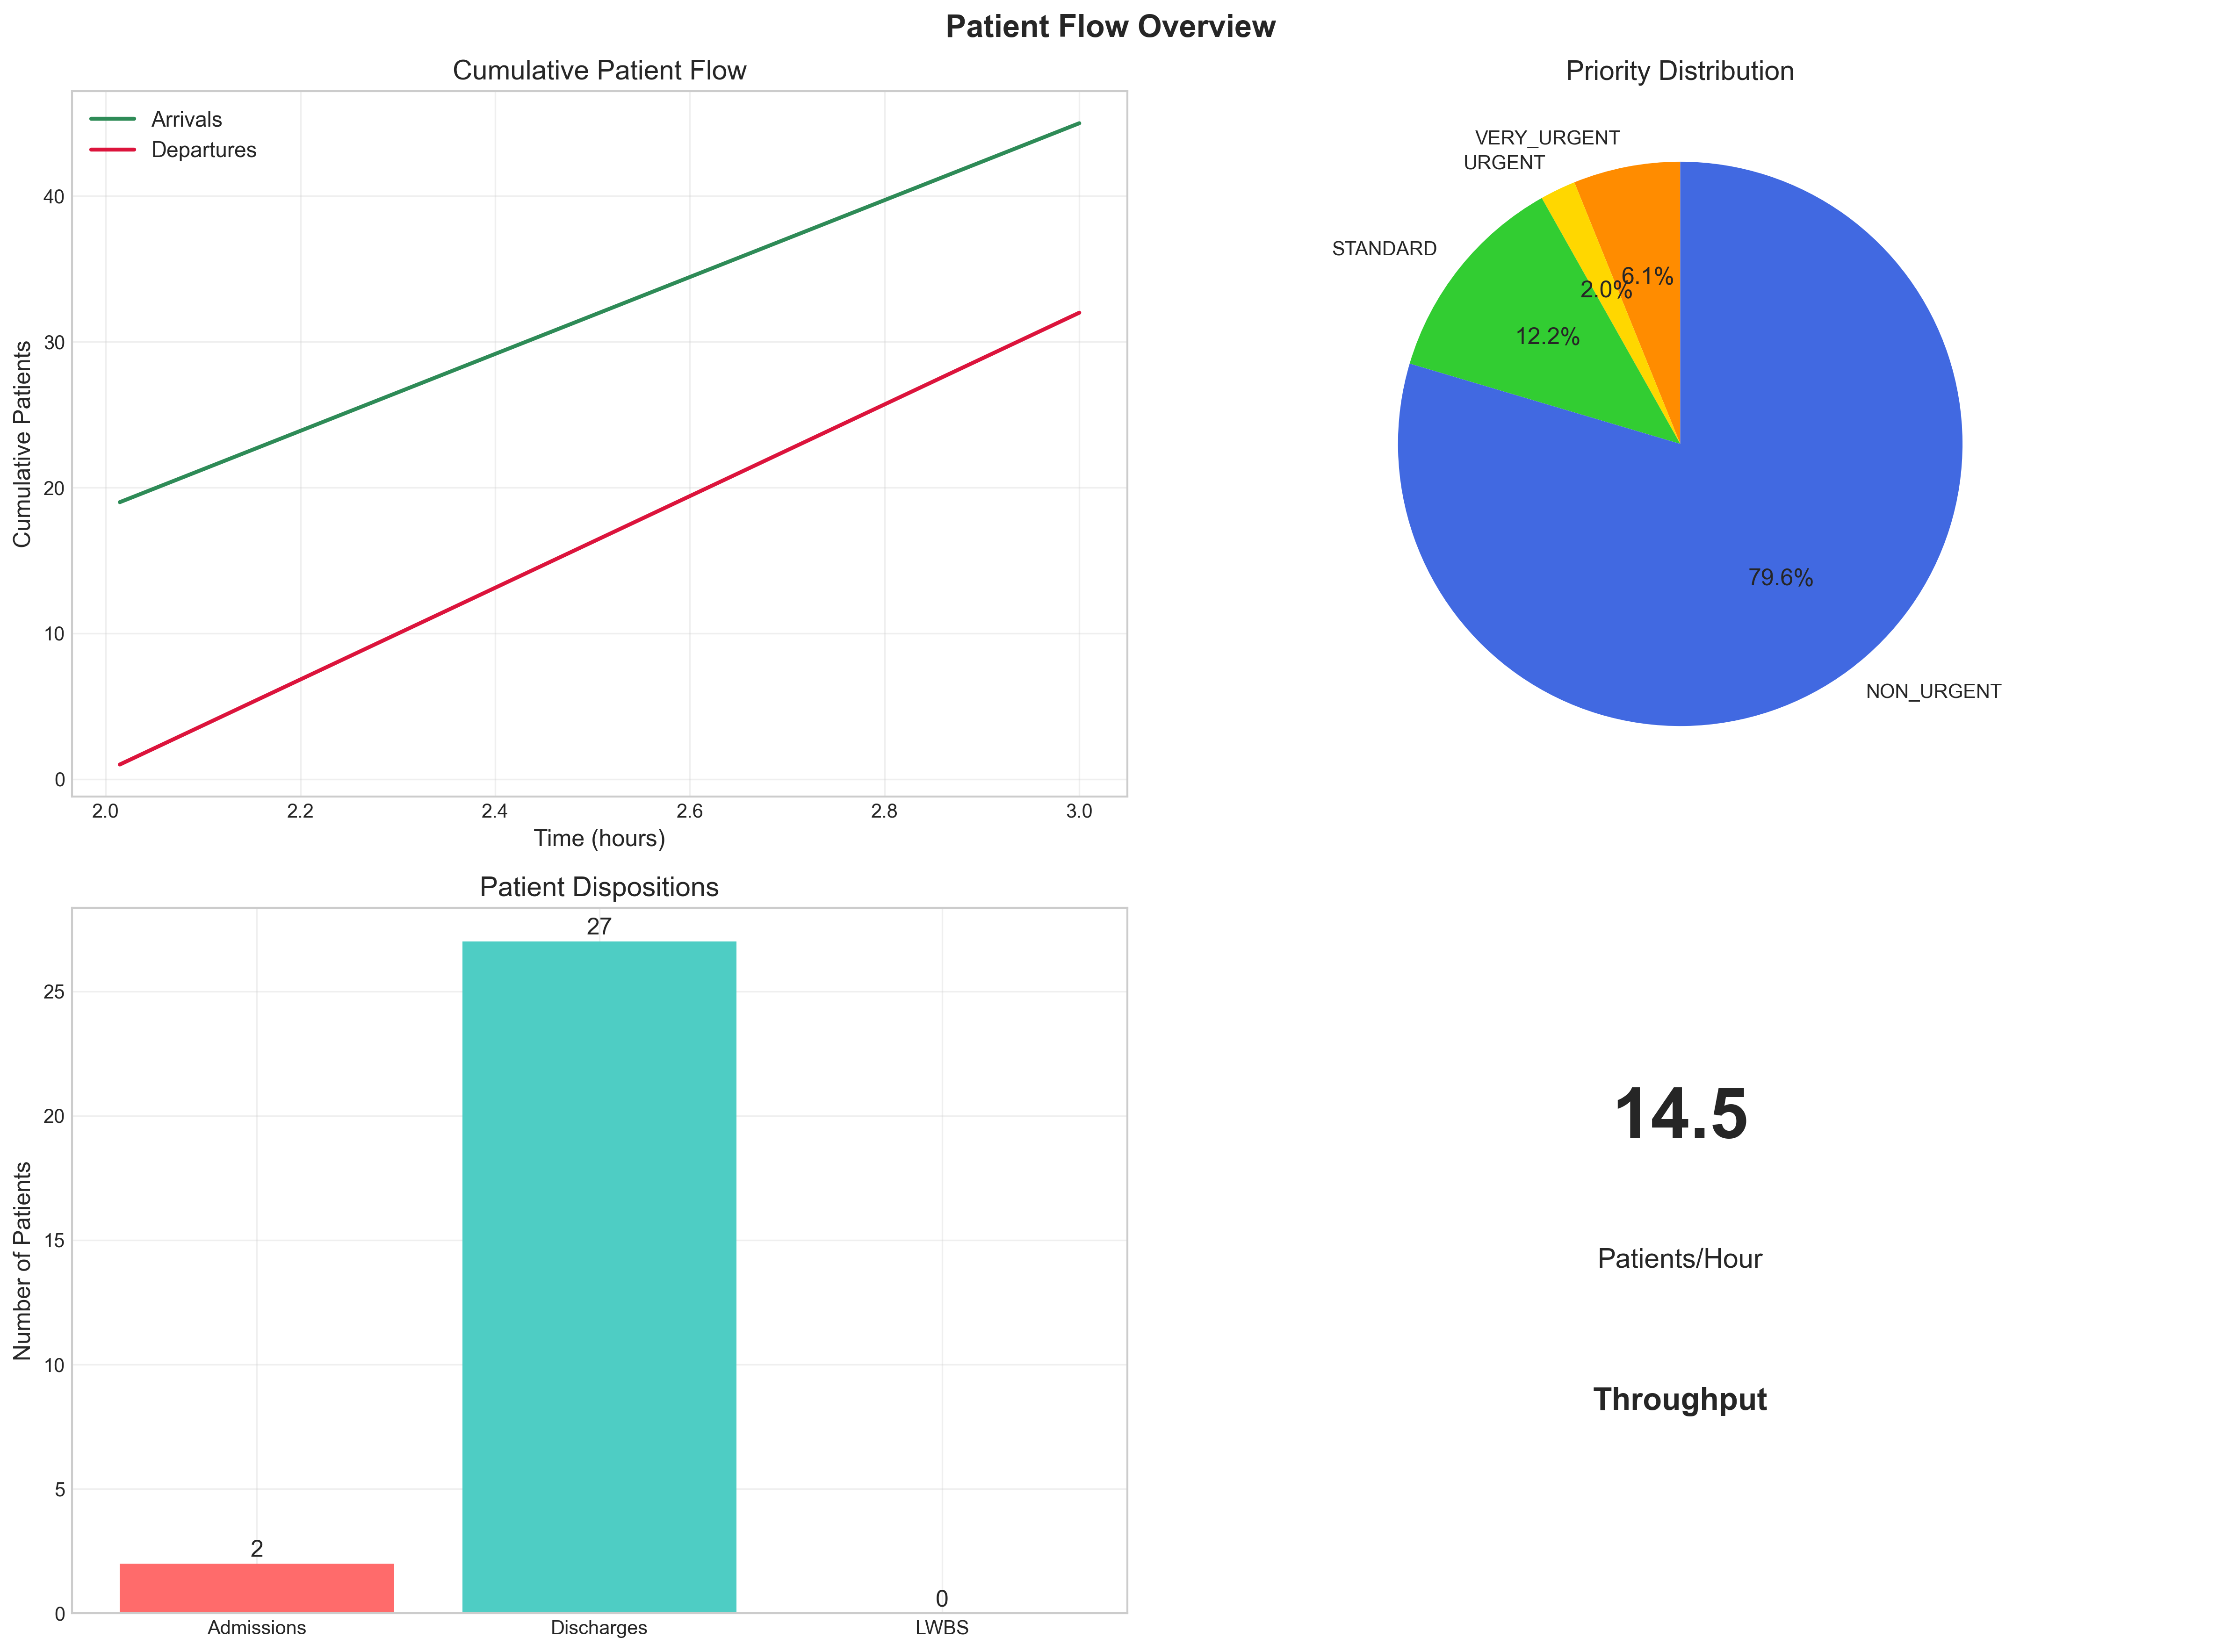 Patient Flow Overview
Cumulative Patient Flow
Arrivals
Departures
Cumulative Patients
40
30
20
10
0
2.0 2.2 2.4 2.6 2.8 3.0
Time (hours)
Priority Distribution
VERY_URGENT
URGENT
STANDARD
NON_URGENT
6.1%
2.0%
12.2%
79.6%
Patient Dispositions
Number of Patients
25
20
15
10
5
0
27
2
0
Admissions Discharges LWBS
14.5
Patients/Hour
Throughput